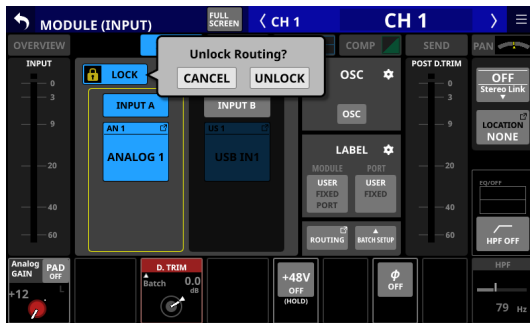 MODULE (INPUT)
FULL
SCREEN
CH 1
CH 1
OVERVIEW
COMP
SEND
PAN
Unlock Routing?
CANCEL
UNLOCK
INPUT
0
3
9
20
40
60
LOCK
INPUT A
AN 1
ANALOG 1
INPUT B
US 1
USB IN1
OSC
OSC
LABEL
MODULE
PORT
USER
FIXED
PORT
USER
FIXED
ROUTING
BATCH SETUP
POST D.TRIM
0
3
9
20
40
60
OFF
Stereo Link
LOCATION
NONE
EQ/OFF
HPF OFF
Analog
GAIN
PAD
OFF
+12
L
D. TRIM
Batch
0.0
dB
+48V
OFF
(HOLD)
ϕ
OFF
HPF
79 Hz